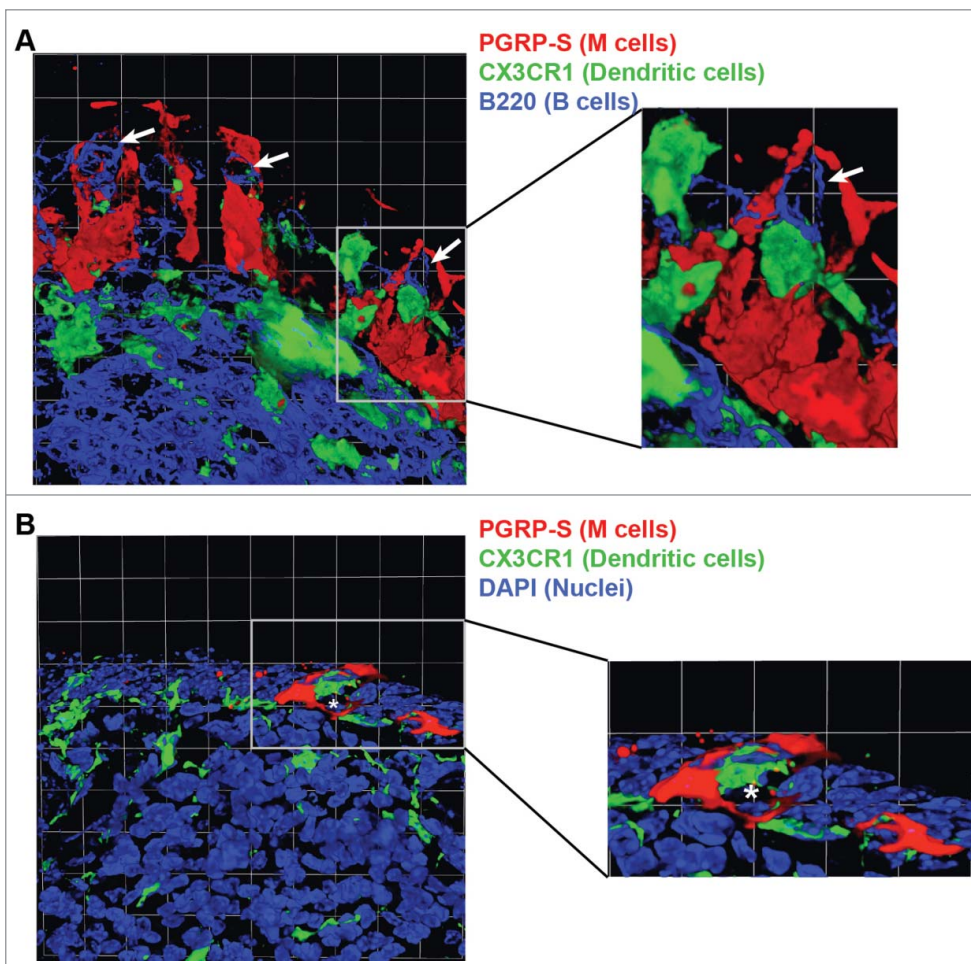 A
PGRP-S (M cells)
CX3CR1 (Dendritic cells)
B220 (B cells)
B
PGRP-S (M cells)
CX3CR1 (Dendritic cells)
DAPI (Nuclei)
*
*